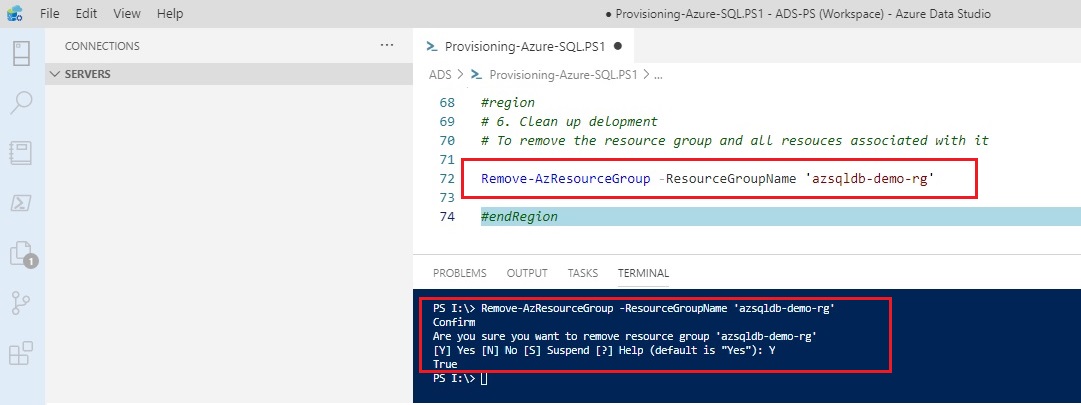 File Edit View Help
● Provisioning-Azure-SQL.PS1 - ADS-PS (Workspace) - Azure Data Studio
CONNECTIONS ...
SERVERS
1
Provisioning-Azure-SQL.PS1 ●
ADS > Provisioning-Azure-SQL.PS1 > ...
68 #region
69 # 6. Clean up delopment
70 # To remove the resource group and all resouces associated with it
71
72 Remove-AzResourceGroup -ResourceGroupName 'azsqldb-demo-rg'
73
74 #endRegion
PROBLEMS OUTPUT TASKS TERMINAL
PS I:\> Remove-AzResourceGroup -ResourceGroupName 'azsqldb-demo-rg'
Confirm
Are you sure you want to remove resource group 'azsqldb-demo-rg'
[Y] Yes [N] No [S] Suspend [?] Help (default is "Yes"): Y
True
PS I:\>